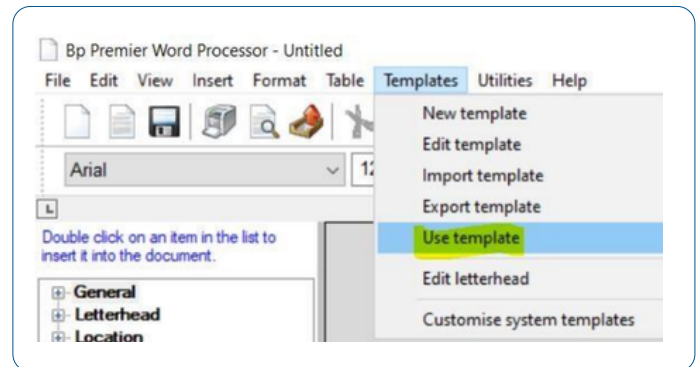 Bp Premier Word Processor - Untitled
File Edit View Insert Format Table Templates Utilities Help
New template
Edit template
Import template
Export template
Use template
Edit letterhead
Customise system templates
Arial
12
L
Double click on an item in the list to
insert it into the document.
General
Letterhead
Location